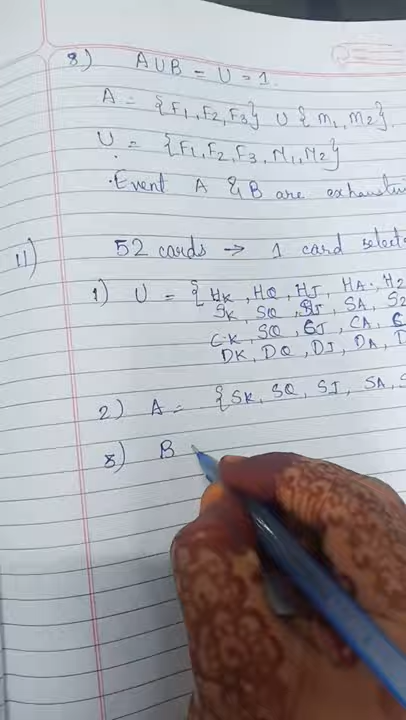 8) AUB - U = 1.
A = {F1, F2, F3} U {m1, M2}.
U = {F1, F2, F3, M1, M2}
Event A & B are exhaustiv
11) 52 cards → 1 card select
1) U = {HK, HQ, HJ, HA, H2
SK, SQ, SJ, SA, S2
CK, SQ, CJ, CA, C
DK, DQ, DJ, DA, D
2) A = {SK, SQ, SJ, SA, S
3) B